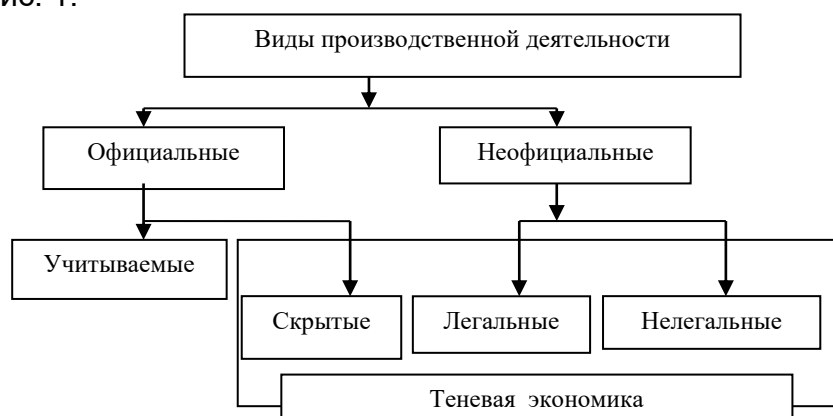 ис. 1.
Виды производственной деятельности
Официальные
Неофициальные
Учитываемые
Скрытые
Легальные
Нелегальные
Теневая экономика